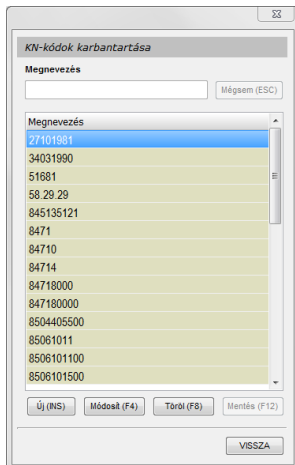 KN-kódok karbantartása
Megnevezés
Mégsem (ESC)
Megnevezés
27101981
34031990
51681
58.29.29
845135121
8471
84710
84714
84718000
847180000
8504405500
85061011
8506101100
8506101500
Új (INS) Módosít (F4) Töröl (F8) Mentés (F12)
VISSZA